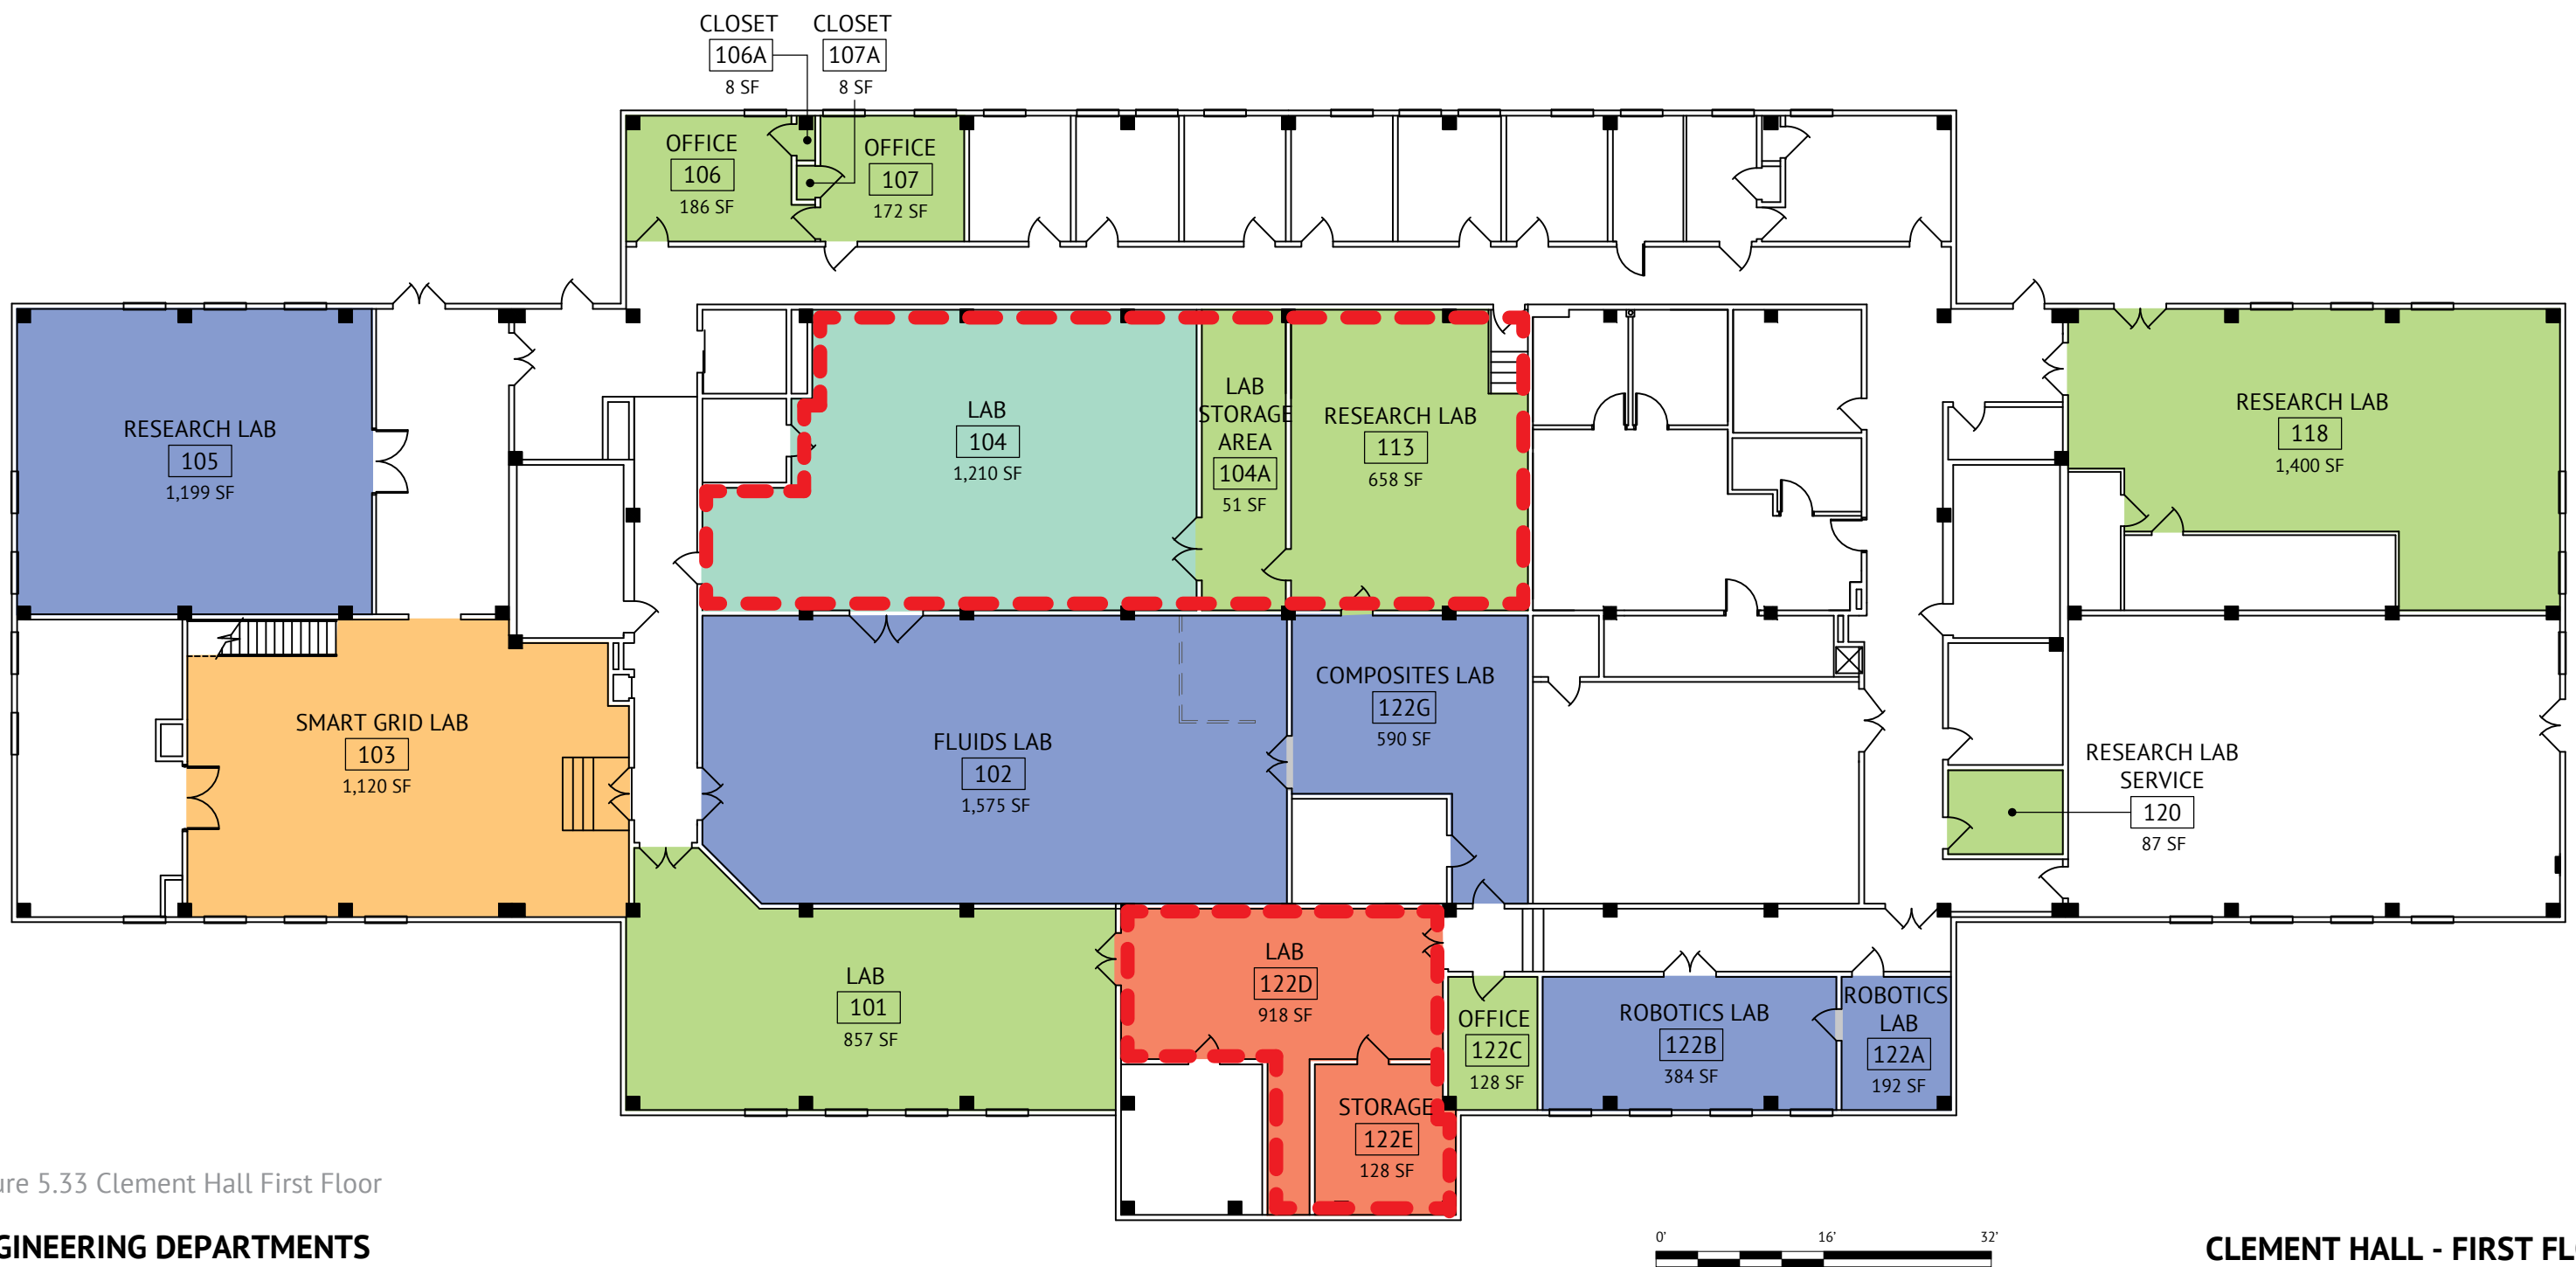 CLOSET
106A
8 SF
CLOSET
107A
8 SF
OFFICE
106
186 SF
OFFICE
107
172 SF
RESEARCH LAB
105
1,199 SF
LAB
104
1,210 SF
LAB
STORAGE
AREA
104A
51 SF
RESEARCH LAB
113
658 SF
RESEARCH LAB
118
1,400 SF
SMART GRID LAB
103
1,120 SF
FLUIDS LAB
102
1,575 SF
COMPOSITES LAB
122G
590 SF
RESEARCH LAB
SERVICE
120
87 SF
LAB
101
857 SF
LAB
122D
918 SF
STORAGE
122E
128 SF
OFFICE
122C
128 SF
ROBOTICS LAB
122B
384 SF
ROBOTICS
LAB
122A
192 SF
ure 5.33 Clement Hall First Floor
GINEERING DEPARTMENTS
0' 16' 32'
CLEMENT HALL - FIRST FL